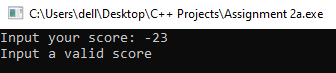 C:\Users\dell\Desktop\C++ Projects\Assignment 2a.exe
Input your score: -23
Input a valid score